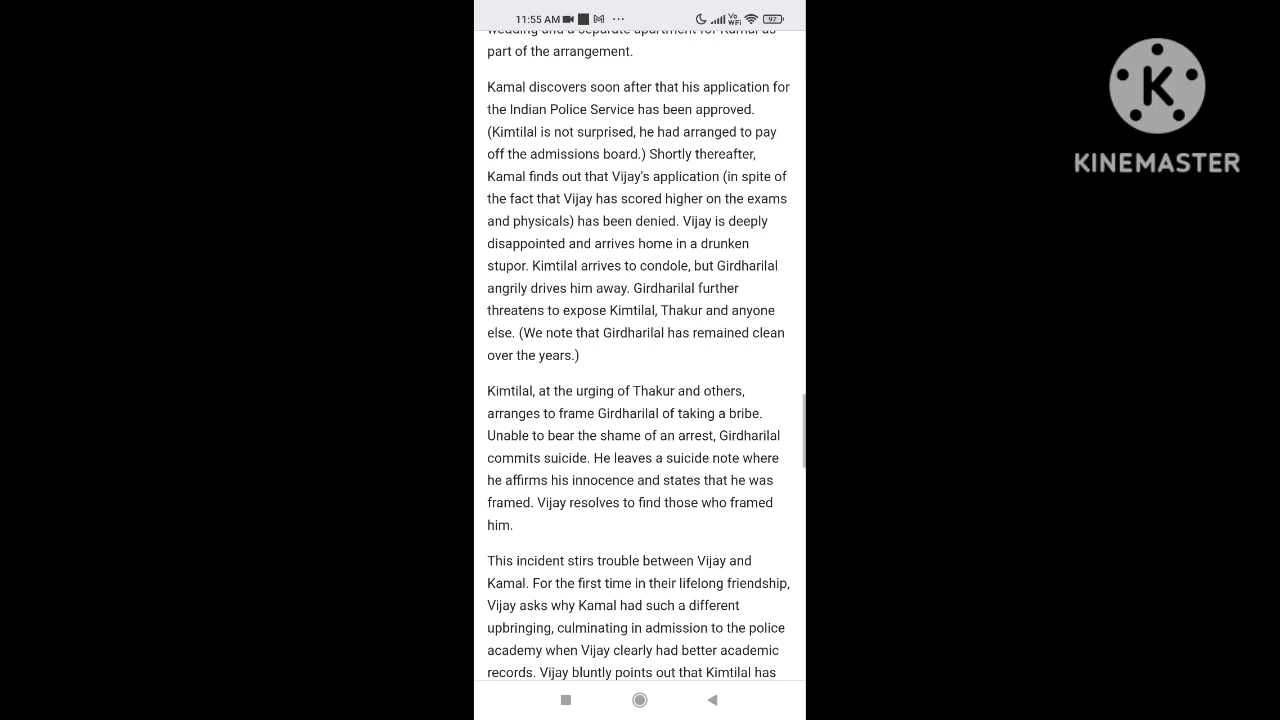 11:55 AM
Vo WiFi
97
wedding and a separate apartment for Kamal as
part of the arrangement.
Kamal discovers soon after that his application for
the Indian Police Service has been approved.
(Kimtilal is not surprised, he had arranged to pay
off the admissions board.) Shortly thereafter,
Kamal finds out that Vijay's application (in spite of
the fact that Vijay has scored higher on the exams
and physicals) has been denied. Vijay is deeply
disappointed and arrives home in a drunken
stupor. Kimtilal arrives to condole, but Girdharilal
angrily drives him away. Girdharilal further
threatens to expose Kimtilal, Thakur and anyone
else. (We note that Girdharilal has remained clean
over the years.)
Kimtilal, at the urging of Thakur and others,
arranges to frame Girdharilal of taking a bribe.
Unable to bear the shame of an arrest, Girdharilal
commits suicide. He leaves a suicide note where
he affirms his innocence and states that he was
framed. Vijay resolves to find those who framed
him.
This incident stirs trouble between Vijay and
Kamal. For the first time in their lifelong friendship,
Vijay asks why Kamal had such a different
upbringing, culminating in admission to the police
academy when Vijay clearly had better academic
records. Vijay bluntly points out that Kimtilal has
K
KINEMASTER